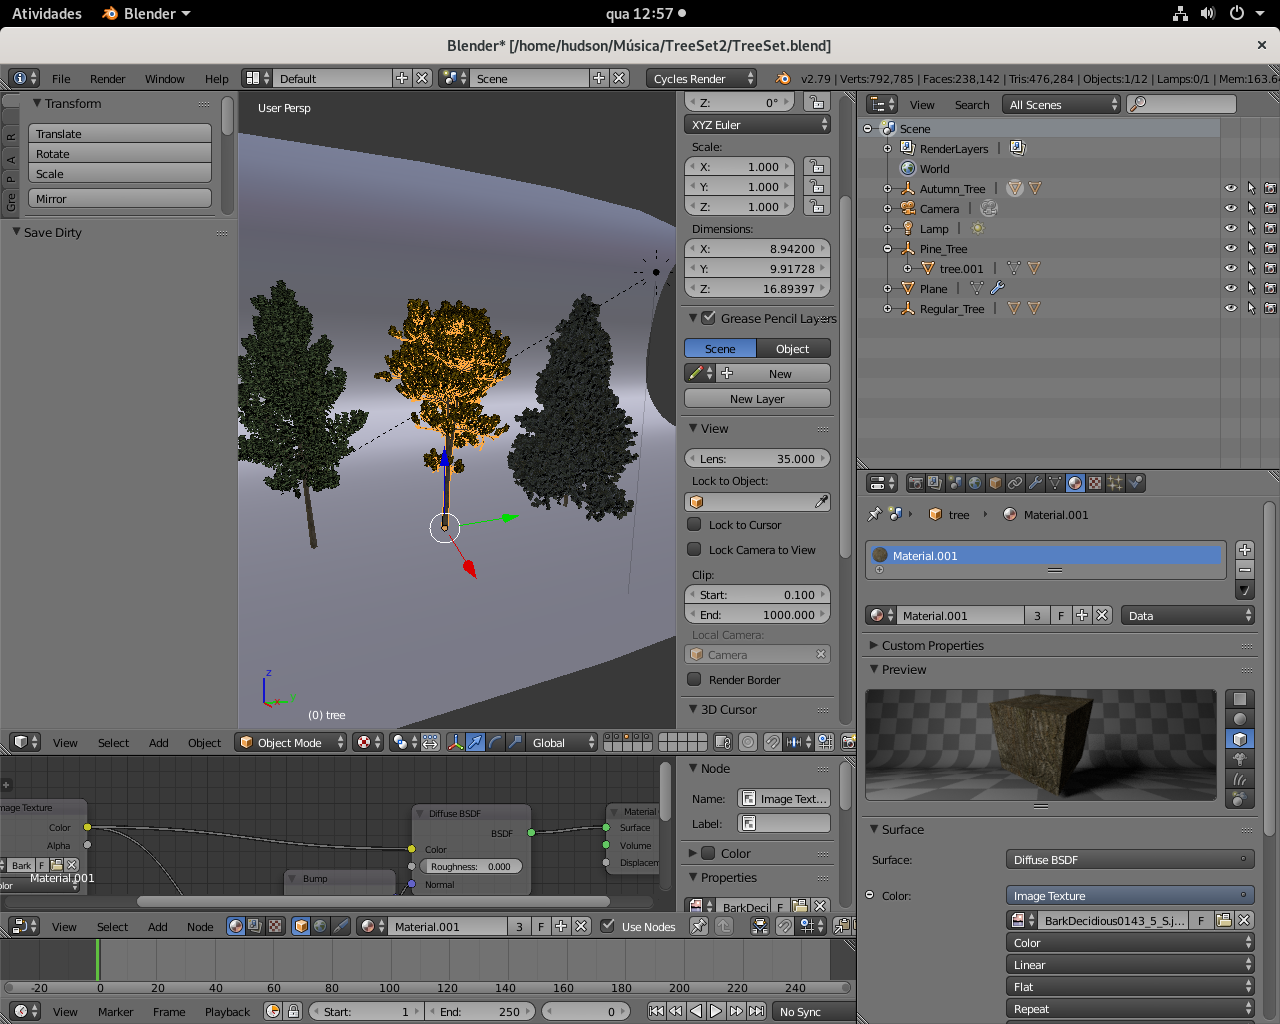 Atividades Blender qua 12:57
Blender* [/home/hudson/Música/TreeSet2/TreeSet.blend]
File Render Window Help Default Scene Cycles Render v2.79 | Verts:792,785 | Faces:238,142 | Tris:476,284 | Objects:1/12 | Lamps:0/1 | Mem:163.6
Transform
Translate
Rotate
Scale
Mirror
Save Dirty
R
A
P
Gre
User Persp
(0) tree
Z: 0°
XYZ Euler
Scale:
X: 1.000
Y: 1.000
Z: 1.000
Dimensions:
X: 8.94200
Y: 9.91728
Z: 16.89397
Grease Pencil Layers
Scene Object
New
New Layer
View
Lens: 35.000
Lock to Object:
Lock to Cursor
Lock Camera to View
Clip:
Start: 0.100
End: 1000.000
Local Camera:
Camera
Render Border
3D Cursor
View Search All Scenes
Scene
RenderLayers
World
Autumn_Tree
Camera
Lamp
Pine_Tree
tree.001
Plane
Regular_Tree
tree Material.001
Material.001
Material.001 3 F Data
Custom Properties
Preview
Surface
Surface: Diffuse BSDF
Color: Image Texture
BarkDecidious0143_5_S.j... F
Color
Linear
Flat
Repeat
View Select Add Object Object Mode Global
mage Texture
Color
Alpha
Bark F
olor
Material.001
Bump
Diffuse BSDF
BSDF
Color
Roughness: 0.000
Normal
Material
Surface
Volume
Displacem
Node
Name: Image Text...
Label:
Color
Properties
BarkDeci F
View Select Add Node Material.001 3 F Use Nodes
-20 0 20 40 60 80 100 120 140 160 180 200 220 240
View Marker Frame Playback Start: 1 End: 250 0 No Sync